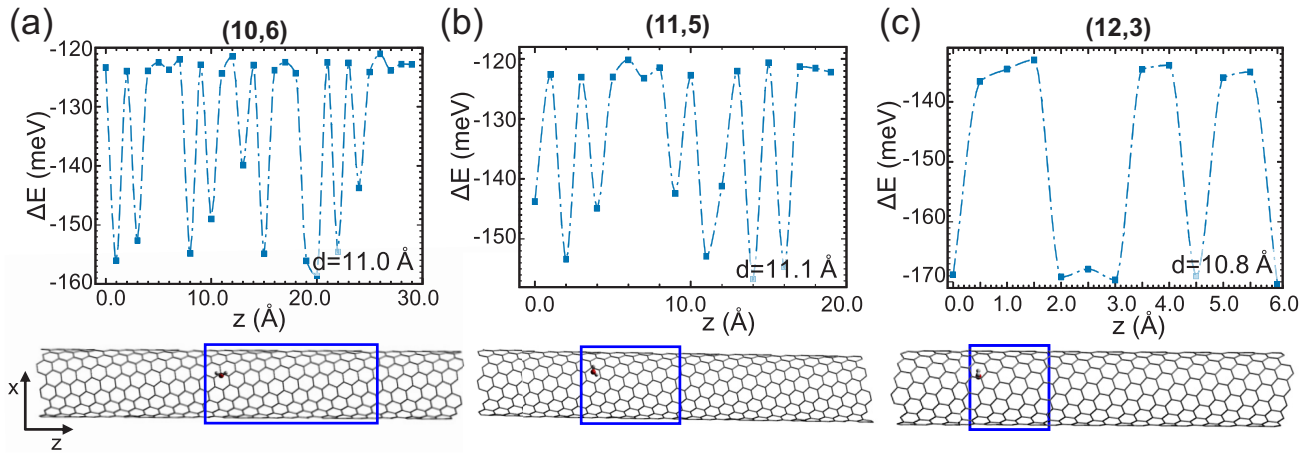 (a)
(10,6)
-120
-130
-140
-150
-160
ΔE (meV)
d=11.0 Å
0.0 10.0 20.0 30.0
z (Å)
(b)
(11,5)
-120
-130
-140
-150
ΔE (meV)
d=11.1 Å
0.0 10.0 20.0
z (Å)
(c)
(12,3)
-140
-150
-160
-170
ΔE (meV)
d=10.8 Å
0.0 1.0 2.0 3.0 4.0 5.0 6.0
z (Å)
x
z